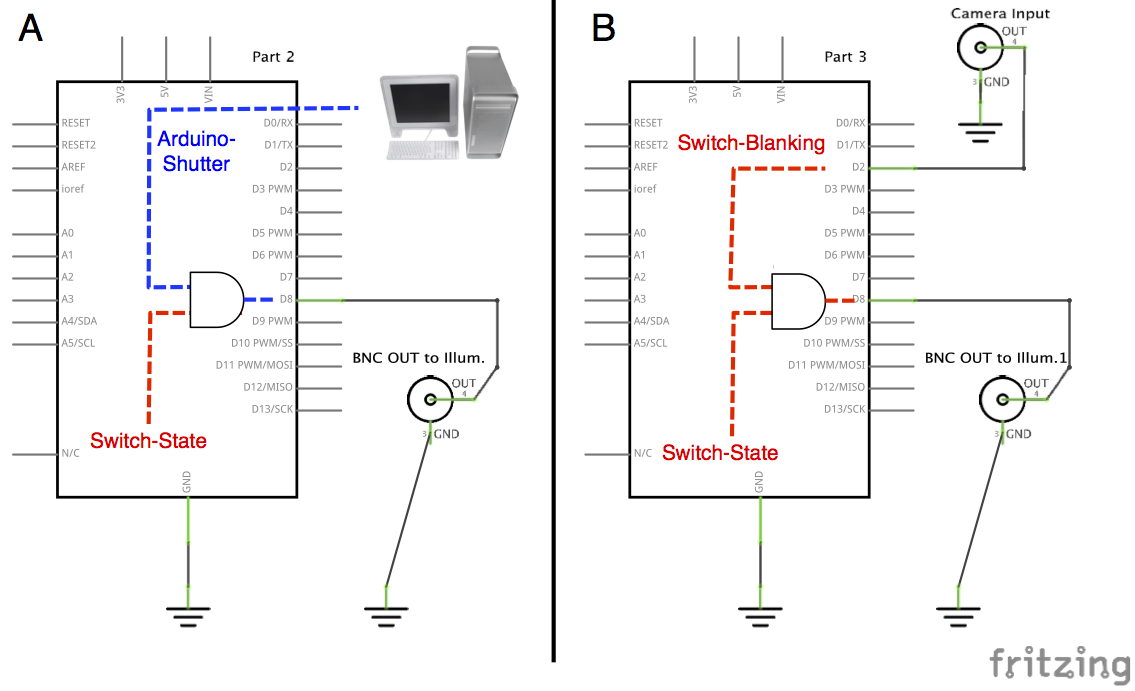 A
Part 2
3V3
5V
VIN
RESET
RESET2
AREF
ioref
A0
A1
A2
A3
A4/SDA
A5/SCL
N/C
D0/RX
D1/TX
D2
D3 PWM
D4
D5 PWM
D6 PWM
D7
D8
D9 PWM
D10 PWM/SS
D11 PWM/MOSI
D12/MISO
D13/SCK
GND
Arduino-
Shutter
Switch-State
BNC OUT to Illum.
OUT
4
3
GND
B
Part 3
3V3
5V
VIN
RESET
RESET2
AREF
ioref
A0
A1
A2
A3
A4/SDA
A5/SCL
N/C
D0/RX
D1/TX
D2
D3 PWM
D4
D5 PWM
D6 PWM
D7
D8
D9 PWM
D10 PWM/SS
D11 PWM/MOSI
D12/MISO
D13/SCK
GND
Switch-Blanking
Switch-State
Camera Input
OUT
4
3
GND
BNC OUT to Illum.1
OUT
4
3
GND
fritzing